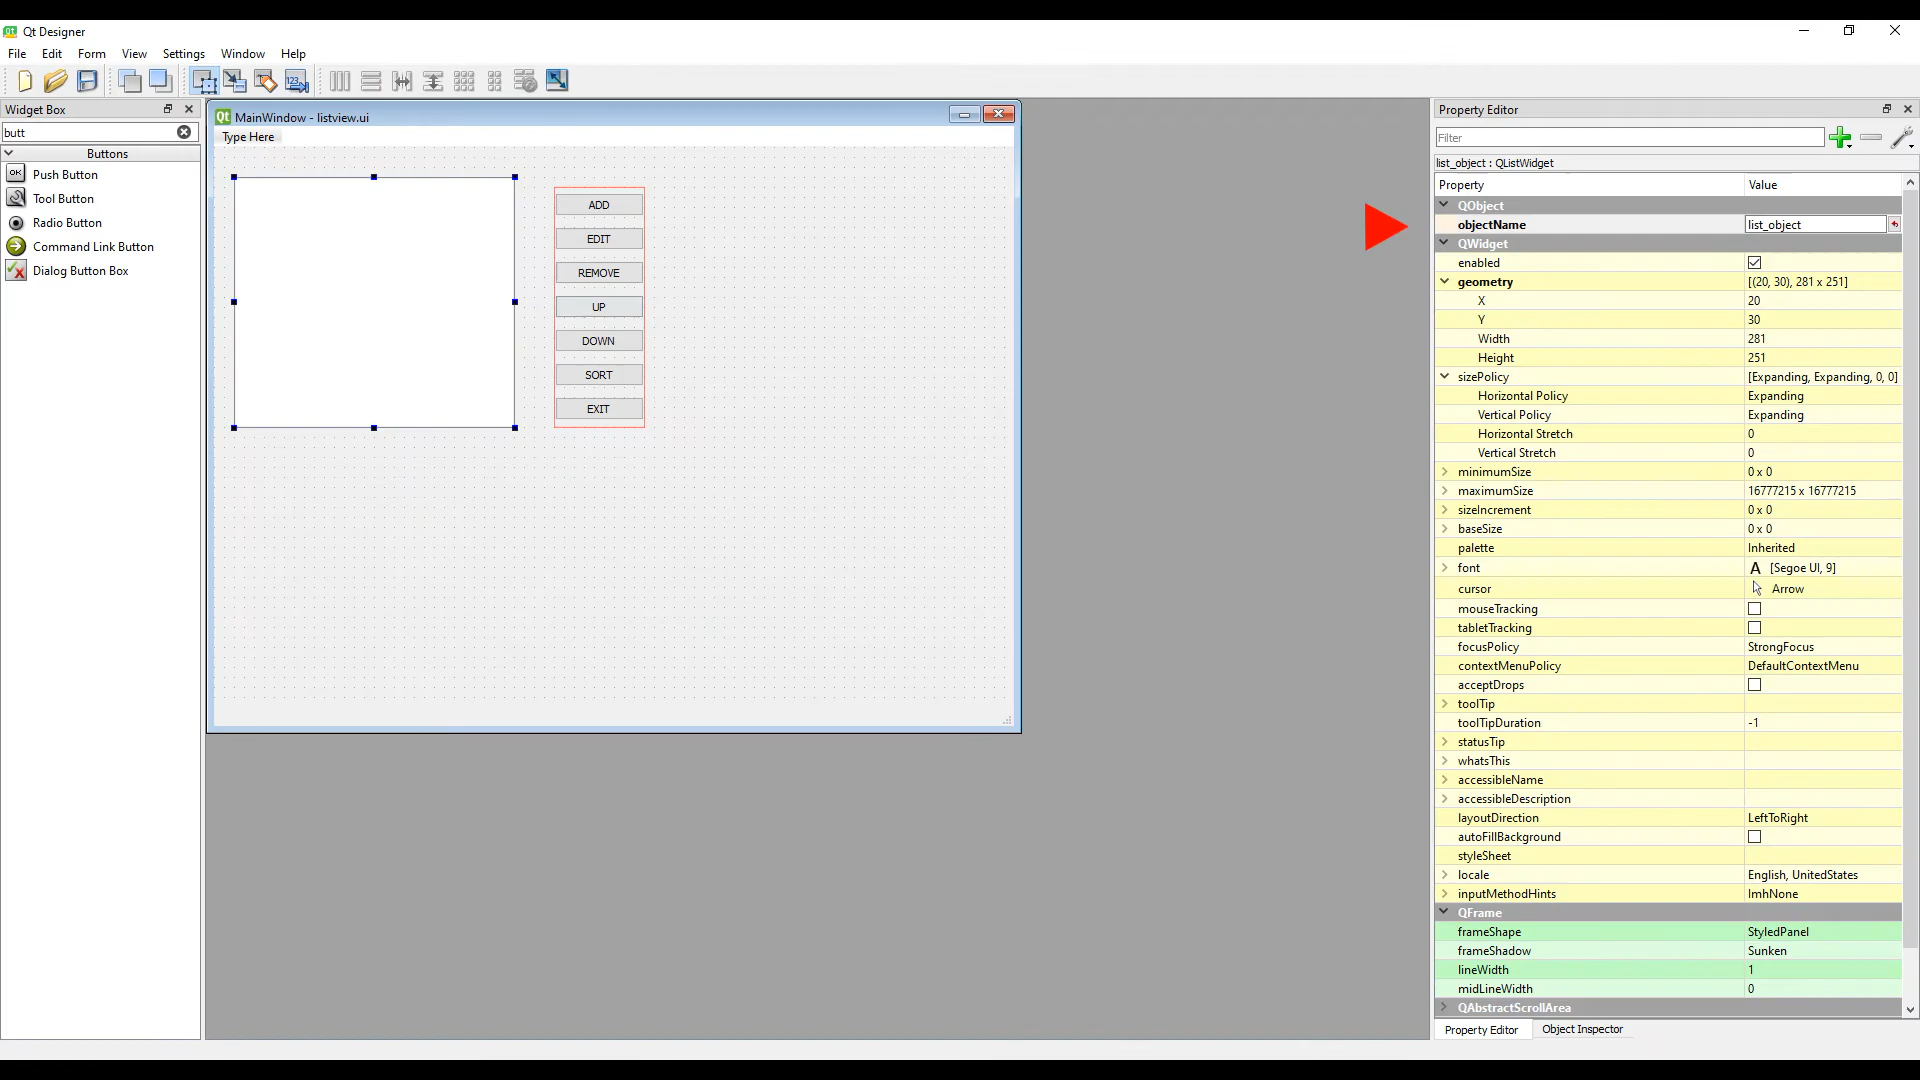 Qt Designer
File Edit Form View Settings Window Help
Widget Box
butt
Buttons
Push Button
Tool Button
Radio Button
Command Link Button
Dialog Button Box
MainWindow - listview.ui
Type Here
ADD
EDIT
REMOVE
UP
DOWN
SORT
EXIT
Property Editor
Filter
list_object : QListWidget
Property Value
QObject
objectName list_object
QWidget
enabled
geometry [(20, 30), 281 x 251]
X 20
Y 30
Width 281
Height 251
sizePolicy [Expanding, Expanding, 0, 0]
Horizontal Policy Expanding
Vertical Policy Expanding
Horizontal Stretch 0
Vertical Stretch 0
minimumSize 0 x 0
maximumSize 16777215 x 16777215
sizeIncrement 0 x 0
baseSize 0 x 0
palette Inherited
font A [Segoe UI, 9]
cursor Arrow
mouseTracking
tabletTracking
focusPolicy StrongFocus
contextMenuPolicy DefaultContextMenu
acceptDrops
toolTip
toolTipDuration -1
statusTip
whatsThis
accessibleName
accessibleDescription
layoutDirection LeftToRight
autoFillBackground
styleSheet
locale English, UnitedStates
inputMethodHints ImhNone
QFrame
frameShape StyledPanel
frameShadow Sunken
lineWidth 1
midLineWidth 0
QAbstractScrollArea
Property Editor Object Inspector